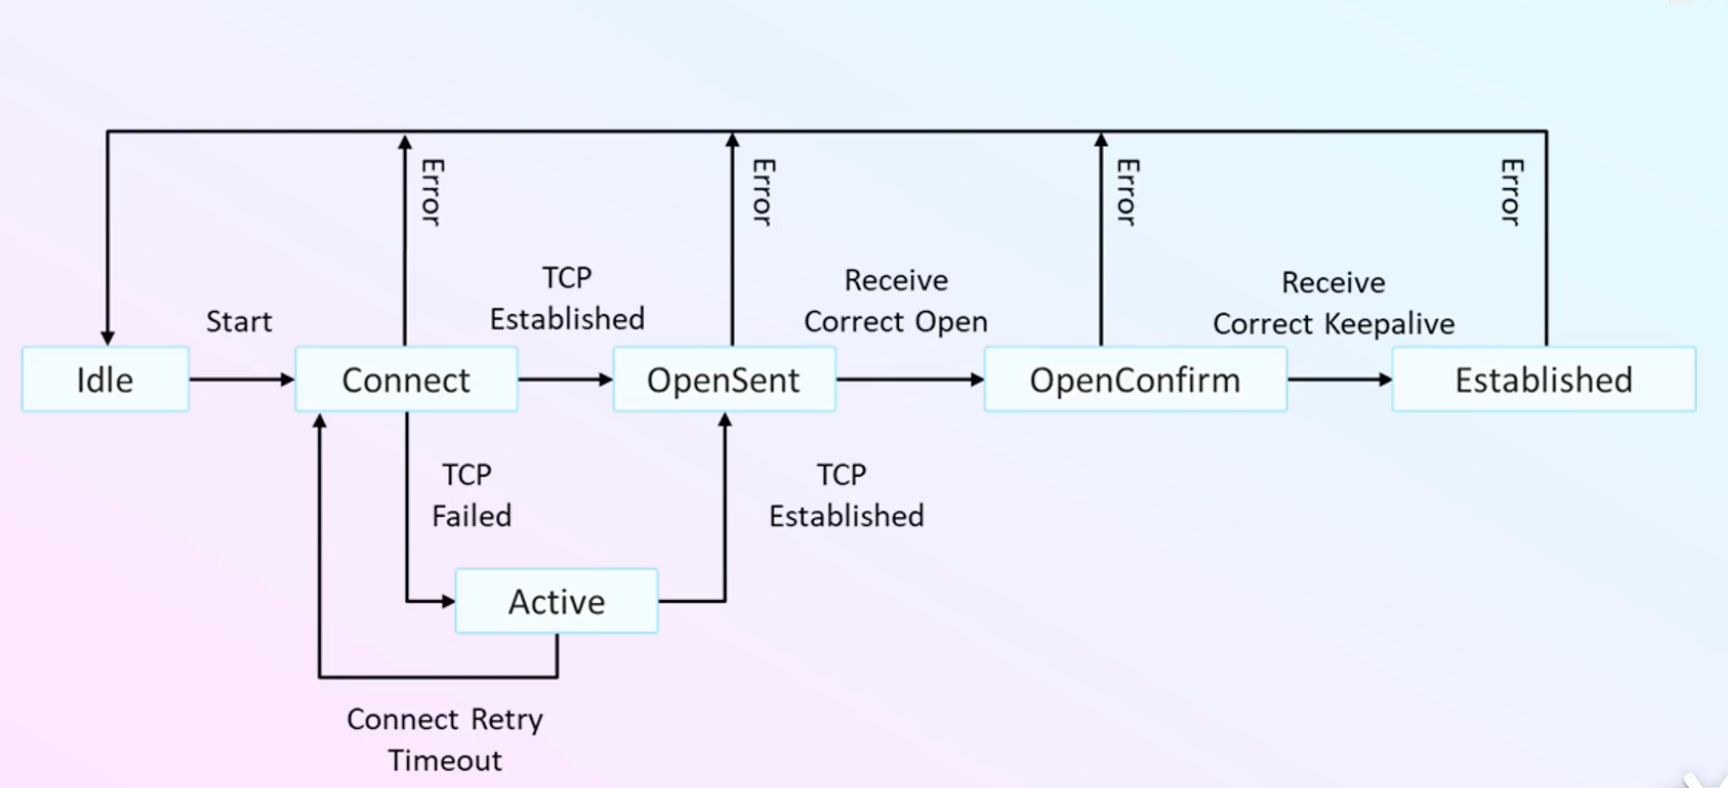 Error
Error
Error
Error
TCP
Established
Receive
Correct Open
Receive
Correct Keepalive
Start
Idle
Connect
OpenSent
OpenConfirm
Established
TCP
Failed
TCP
Established
Active
Connect Retry
Timeout